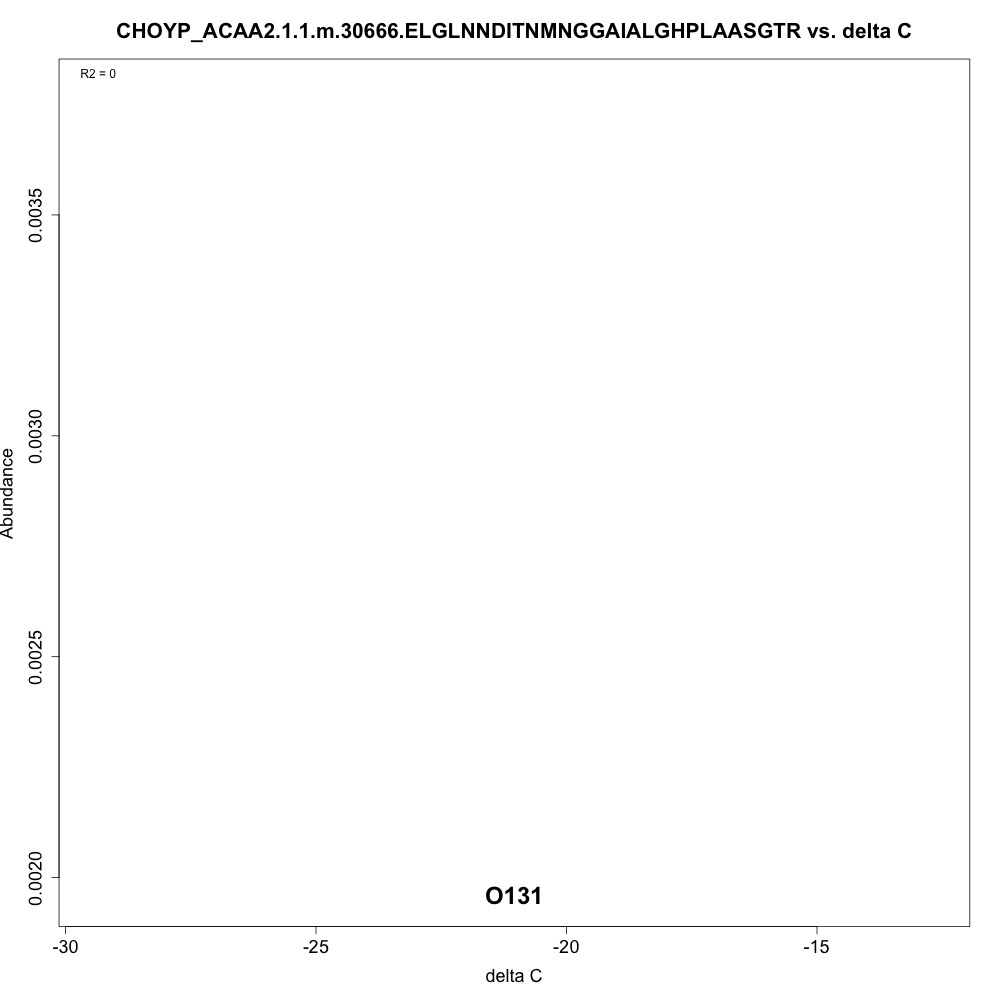 CHOYP_ACAA2.1.1.m.30666.ELGLNNDITNMNGGAIALGHPLAASGTR vs. delta C
R2 = 0
0.0035
0.0030
Abundance
0.0025
0.0020
O131
-30 -25 -20 -15
delta C